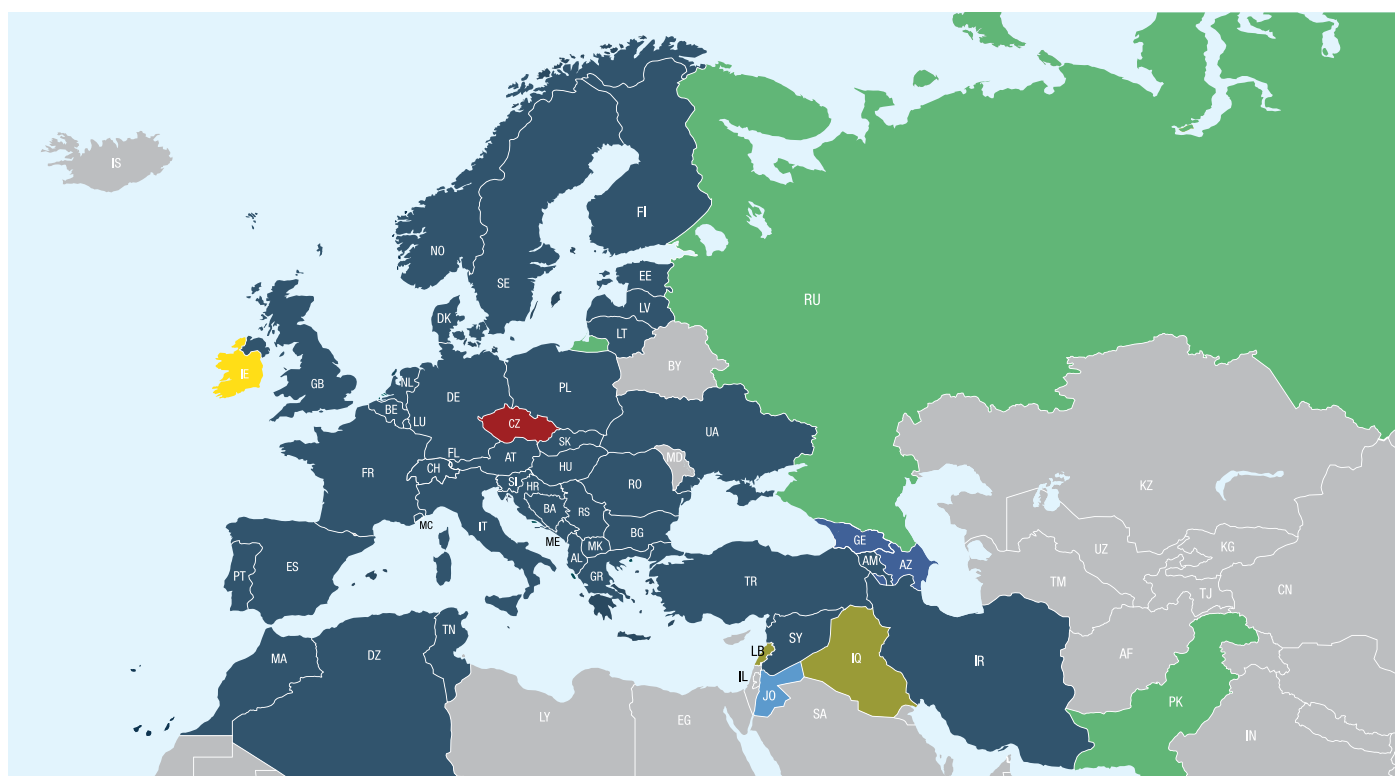 IS
FI
NO
SE
EE
LV
DK
LT
RU
IE
GB
NL
BE
LU
DE
PL
BY
CZ
SK
UA
FL
FR
CH
AT
HU
MD
SI
HR
RO
KZ
MC
IT
BA
RS
BG
ME
MK
AL
GR
GE
AM
AZ
UZ
KG
TM
TJ
CN
PT
ES
TR
MA
DZ
TN
SY
LB
IQ
IR
AF
IL
JO
PK
LY
EG
SA
IN